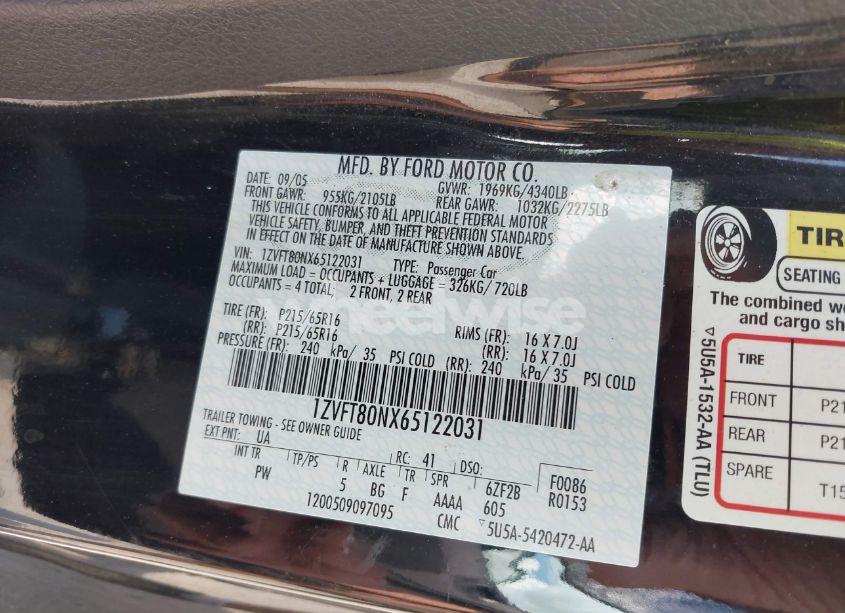 MFD. BY FORD MOTOR CO.
DATE 09/05 GVWR: 1969KG/4340LB
FRONT GAWR: 955KG/2105LB REAR GAWR: 1032KG/2275LB
THIS VEHICLE CONFORMS TO ALL APPLICABLE FEDERAL MOTOR
VEHICLE SAFETY, BUMPER, AND THEFT PREVENTION STANDARDS
IN EFFECT ON THE DATE OF MANUFACTURE SHOWN ABOVE.
VIN: 1ZVFT80NX65122031 TYPE: Passenger Car
MAXIMUM LOAD = OCCUPANTS + LUGGAGE = 326KG/720LB
OCCUPANTS = 4 TOTAL; 2 FRONT, 2 REAR
wheelwise
TIRE (FR): P215/65R16 RIMS (FR): 16 X 7.0J
(RR): P215/65R16 (RR): 16 X 7.0J
PRESSURE (FR): 240 kPa/35 PSI COLD (RR): 240 kPa/35 PSI COLD
1ZVFT80NX65122031
TRAILER TOWING - SEE OWNER GUIDE
EXT PNT: UA RC: 41 DSO: F0086
INT TR TP/PS R AXLE TR SPR 6ZF2B R0153
PW 5 BG F AAAA 605
1200509097095 CMC ▽5U5A-5420472-AA
TIR
SEATING
The combined we
and cargo sh
TIRE
FRONT P21
REAR P21
SPARE T15
▽5U5A-1532-AA (TLU)